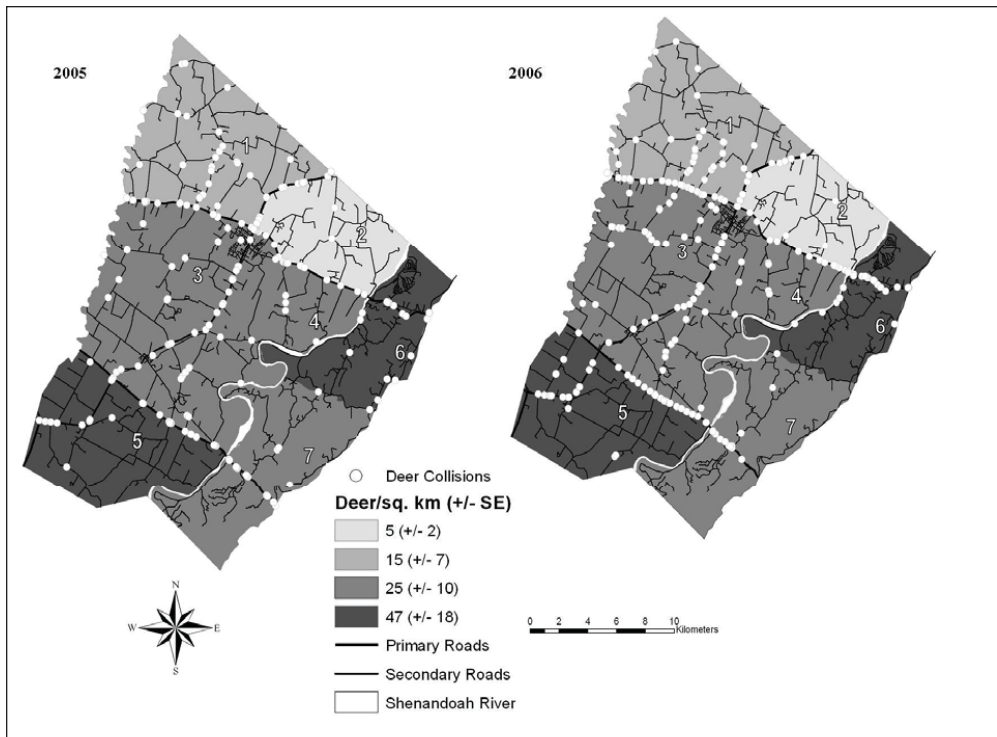 2005
2006
1
1
2
2
3
3
4
4
6
6
5
5
7
7
Deer Collisions
Deer/sq. km (+/- SE)
5 (+/- 2)
15 (+/- 7)
25 (+/- 10)
47 (+/- 18)
Primary Roads
Secondary Roads
Shenandoah River
N
W E
S
0 2 4 6 8 10
Kilometers